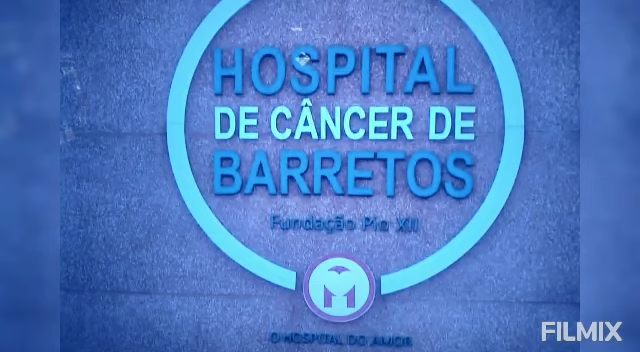 HOSPITAL
DE CÂNCER DE
BARRETOS
Fundação Pio XII
O HOSPITAL DO AMOR
FILMIX